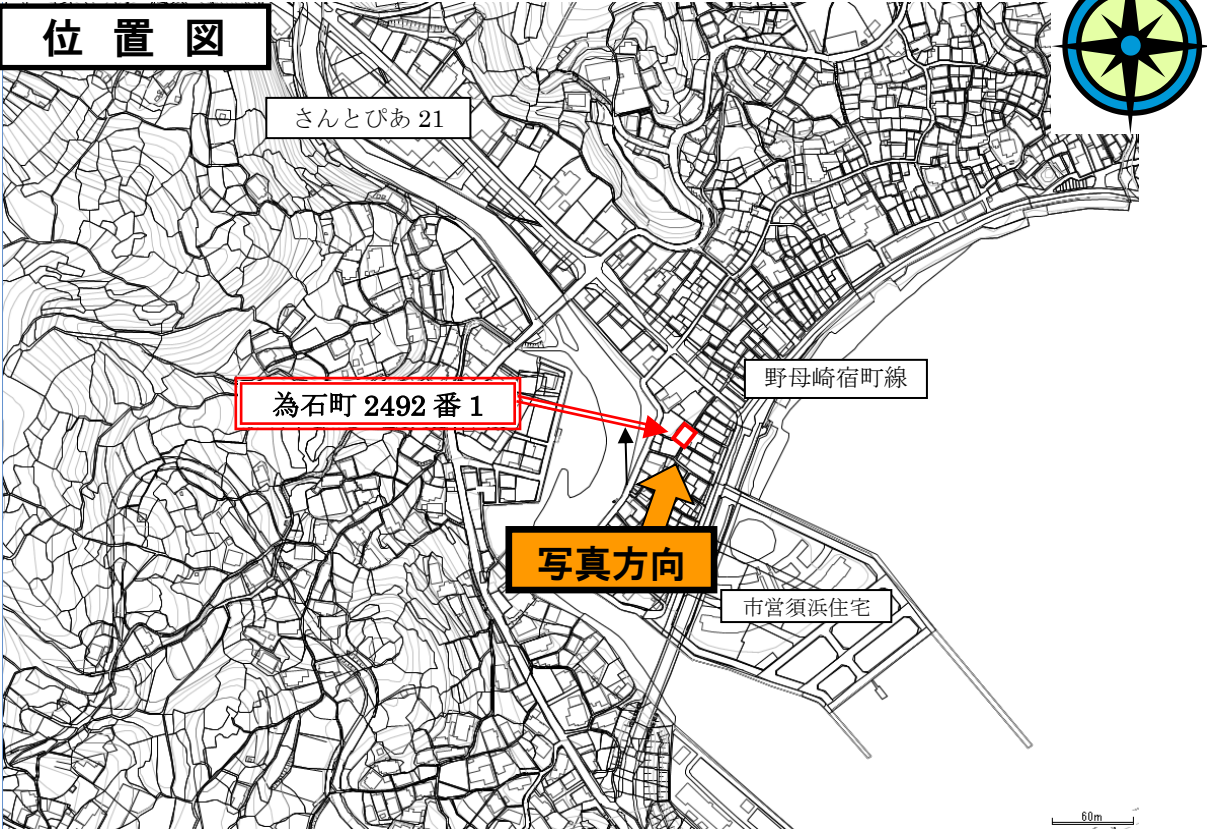 位 置 図
さんとぴあ 21
野母崎宿町線
為石町 2492 番 1
写真方向
市営須浜住宅
60m